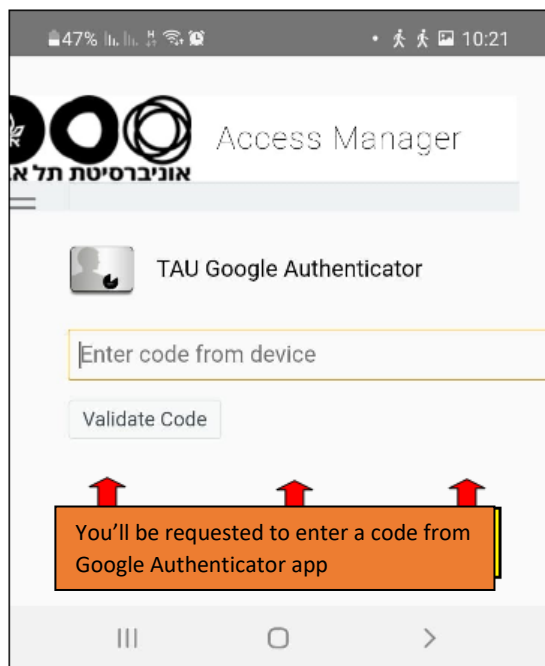 47% 10:21
Access Manager
אוניברסיטת תל א
TAU Google Authenticator
Enter code from device
Validate Code
You'll be requested to enter a code from
Google Authenticator app